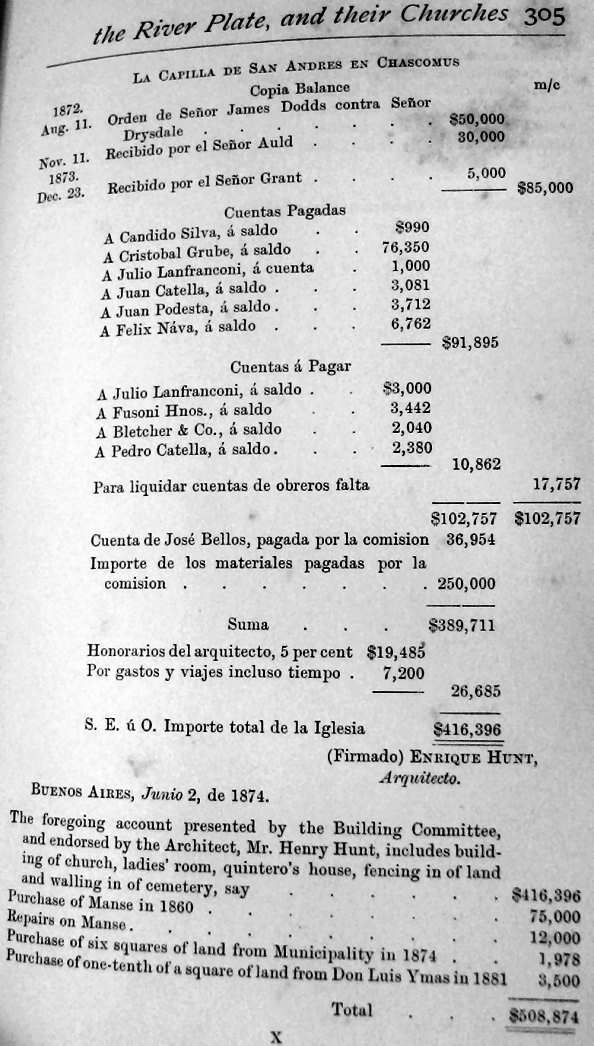 the River Plate, and their Churches 305
LA CAPILLA DE SAN ANDRES EN CHASCOMUS
Copia Balance m/c
1872.
Aug. 11. Orden de Señor James Dodds contra Señor
Drysdale . . . . . . . $50,000
Nov. 11. Recibido por el Señor Auld . . . . 30,000
1873.
Dec. 23. Recibido por el Señor Grant . . . . 5,000
$85,000
Cuentas Pagadas
A Candido Silva, á saldo . . $990
A Cristobal Grube, á saldo . . 76,350
A Julio Lanfranconi, á cuenta . 1,000
A Juan Catella, á saldo . . . 3,081
A Juan Podesta, á saldo . . . 3,712
A Felix Náva, á saldo . . . 6,762
$91,895
Cuentas á Pagar
A Julio Lanfranconi, á saldo . . $3,000
A Fusoni Hnos., á saldo . . 3,442
A Bletcher & Co., á saldo . . 2,040
A Pedro Catella, á saldo . . . 2,380
10,862
Para liquidar cuentas de obreros falta 17,757
$102,757 $102,757
Cuenta de José Bellos, pagada por la comision 36,954
Importe de los materiales pagadas por la
comision . . . . . . . 250,000
Suma . . . $389,711
Honorarios del arquitecto, 5 per cent $19,485
Por gastos y viajes incluso tiempo . 7,200
26,685
S. E. ú O. Importe total de la Iglesia $416,396
(Firmado) ENRIQUE HUNT,
Arquitecto.
BUENOS AIRES, Junio 2, de 1874.
The foregoing account presented by the Building Committee,
and endorsed by the Architect, Mr. Henry Hunt, includes build-
ing of church, ladies' room, quintero's house, fencing in of land
and walling in of cemetery, say . . . . . . $416,396
Purchase of Manse in 1860 . . . . . . . 75,000
Repairs on Manse . . . . . . . . . 12,000
Purchase of six squares of land from Municipality in 1874 . . 1,978
Purchase of one-tenth of a square of land from Don Luis Ymas in 1881 3,500
Total . . . $508,874
X